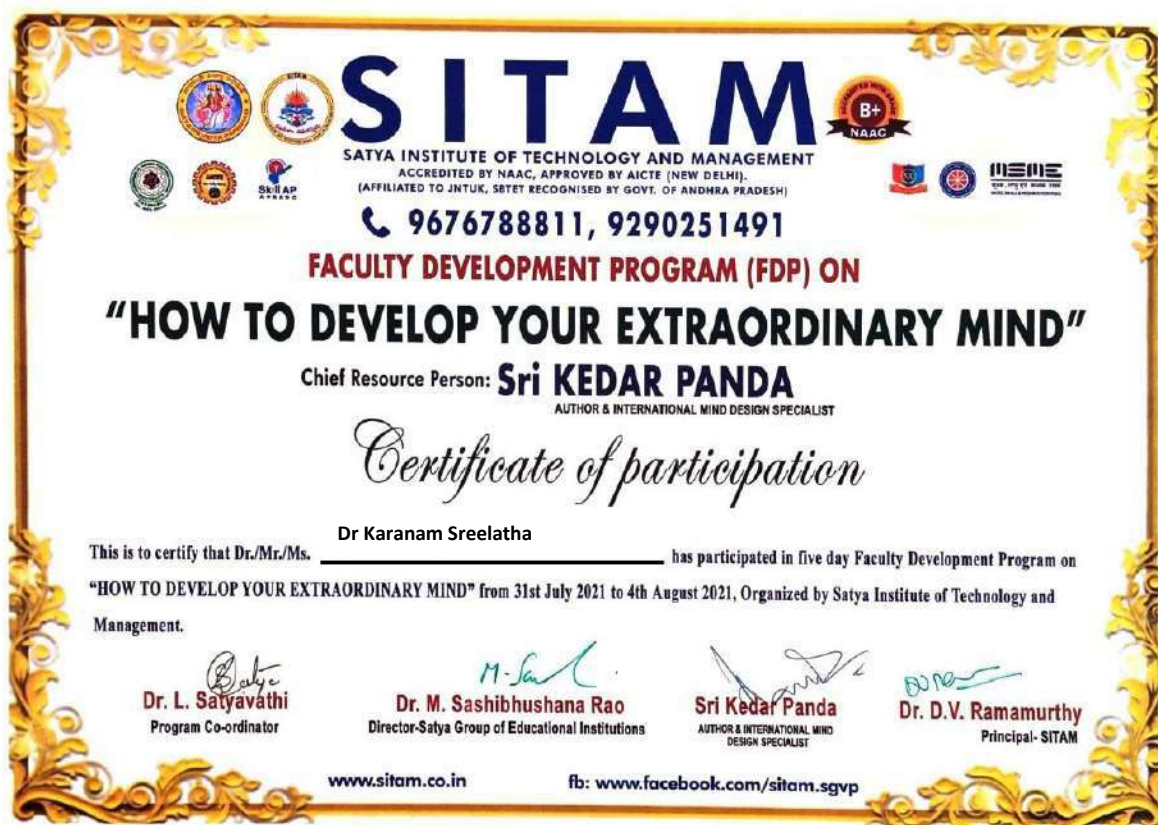 SITAM
ACCREDITED WITH GRADE
B+
NAAC
SITAM
SATYA INSTITUTE OF TECHNOLOGY AND MANAGEMENT
ACCREDITED BY NAAC, APPROVED BY AICTE (NEW DELHI).
(AFFILIATED TO JNTUK, SBTET RECOGNISED BY GOVT. OF ANDHRA PRADESH)
Skill AP
APSSDC
MSME
9676788811, 9290251491
FACULTY DEVELOPMENT PROGRAM (FDP) ON
"HOW TO DEVELOP YOUR EXTRAORDINARY MIND"
Chief Resource Person: Sri KEDAR PANDA
AUTHOR & INTERNATIONAL MIND DESIGN SPECIALIST
Certificate of participation
Dr Karanam Sreelatha
This is to certify that Dr./Mr./Ms. has participated in five day Faculty Development Program on
"HOW TO DEVELOP YOUR EXTRAORDINARY MIND" from 31st July 2021 to 4th August 2021, Organized by Satya Institute of Technology and
Management.
Dr. L. Satyavathi
Program Co-ordinator
Dr. M. Sashibhushana Rao
Director-Satya Group of Educational Institutions
Sri Kedar Panda
AUTHOR & INTERNATIONAL MIND
DESIGN SPECIALIST
Dr. D.V. Ramamurthy
Principal- SITAM
www.sitam.co.in
fb: www.facebook.com/sitam.sgvp